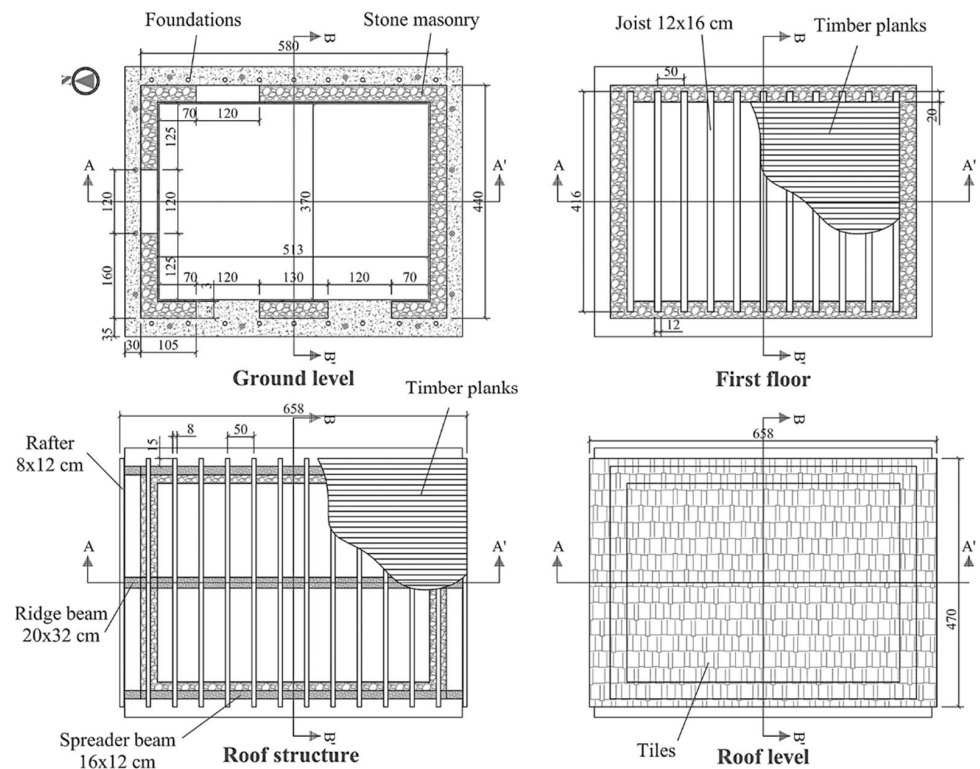 Foundations
Stone masonry
B
580
70
120
125
A
A'
120
120
370
440
513
125
70
120
130
120
70
160
3
35
30
105
B'
Ground level
Joist 12x16 cm
Timber planks
B
50
20
A
A'
416
12
B'
First floor
Timber planks
658
B
Rafter
8x12 cm
15
8
50
A
A'
Ridge beam
20x32 cm
Spreader beam
16x12 cm
B'
Roof structure
B
658
A
A'
470
Tiles
B'
Roof level